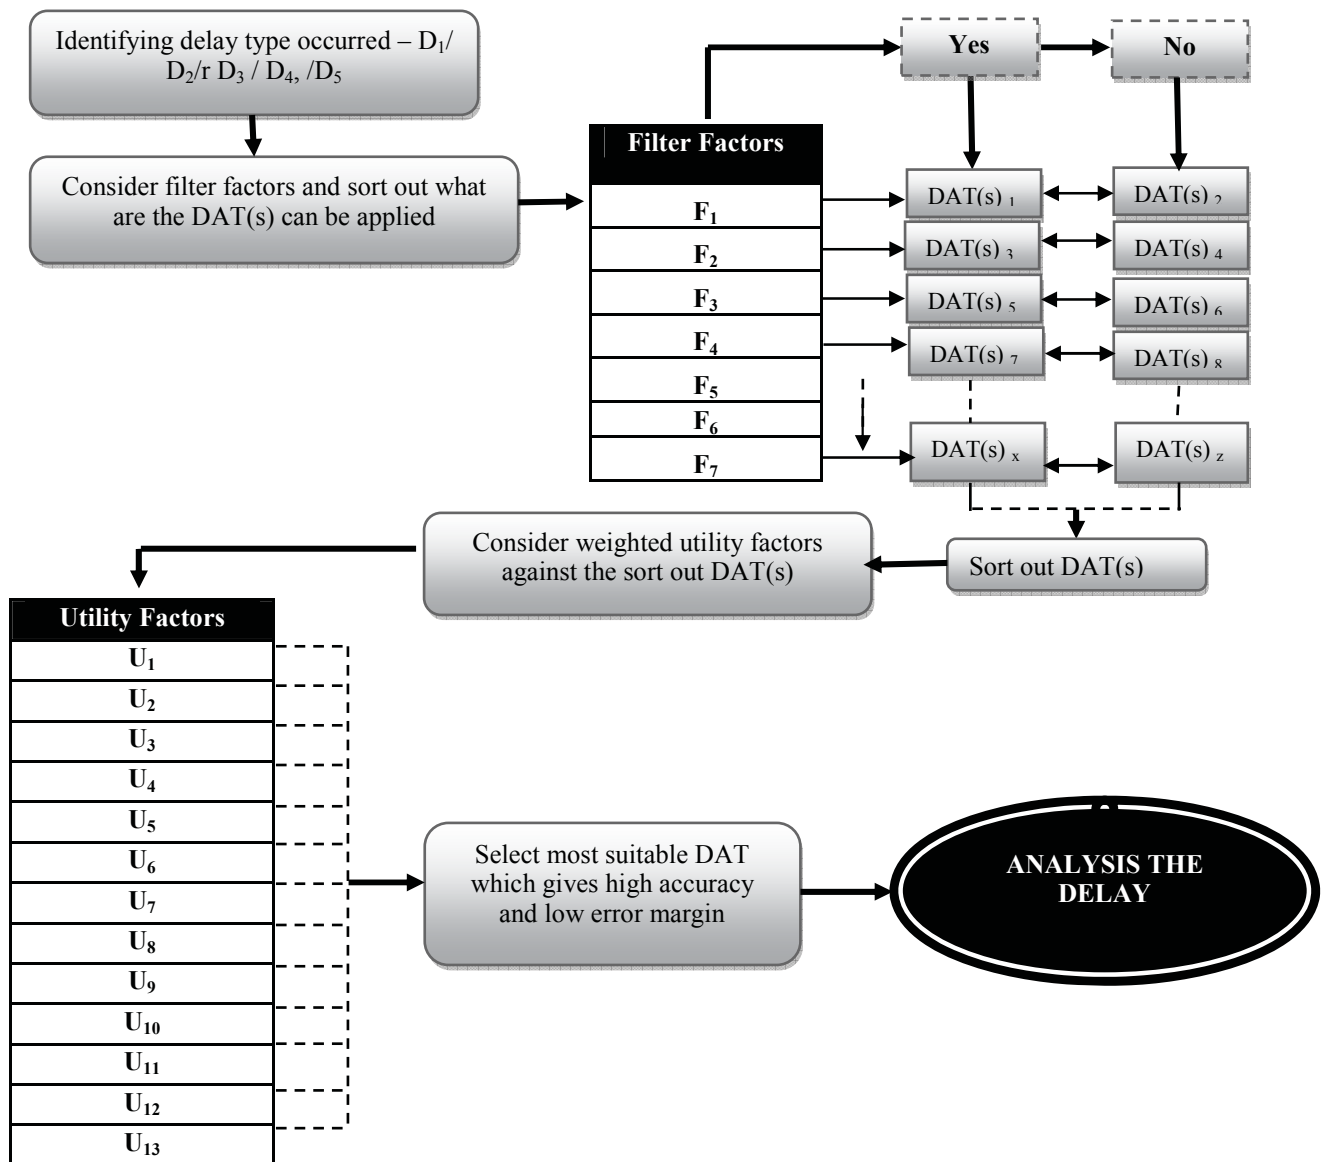 Identifying delay type occurred – D₁/
D₂/r D₃ / D₄, /D₅
Consider filter factors and sort out what
are the DAT(s) can be applied
Filter Factors
F₁
F₂
F₃
F₄
F₅
F₆
F₇
Yes
No
DAT(s) ₁
DAT(s) ₂
DAT(s) ₃
DAT(s) ₄
DAT(s) ₅
DAT(s) ₆
DAT(s) ₇
DAT(s) ₈
DAT(s) ₓ
DAT(s) z
Sort out DAT(s)
Consider weighted utility factors
against the sort out DAT(s)
Utility Factors
U₁
U₂
U₃
U₄
U₅
U₆
U₇
U₈
U₉
U₁₀
U₁₁
U₁₂
U₁₃
Select most suitable DAT
which gives high accuracy
and low error margin
ANALYSIS THE
DELAY